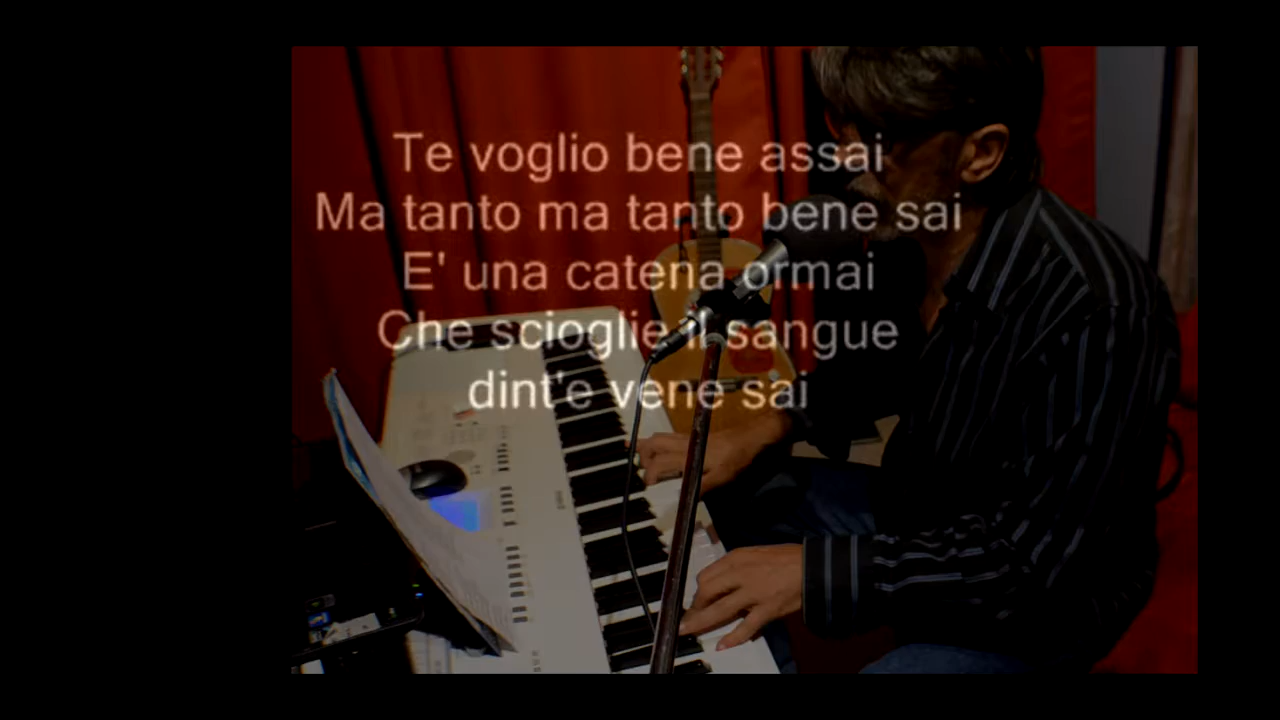 Te voglio bene assai
Ma tanto ma tanto bene sai
E' una catena ormai
Che scioglie il sangue
dint'e vene sai